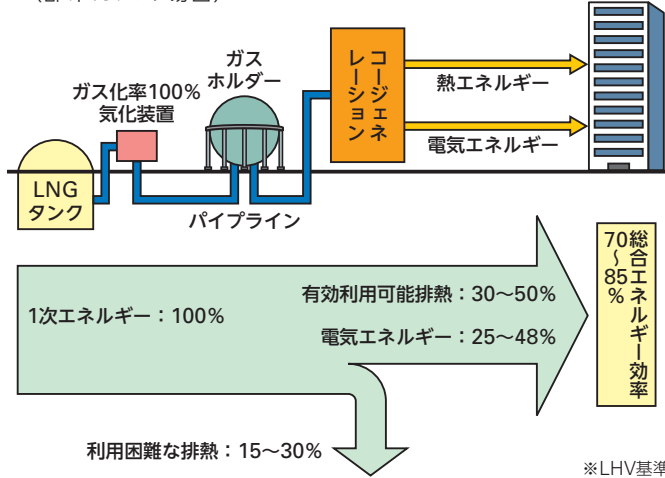 ガス化率100%
気化装置
ガス
ホルダー
コージェネ
レーション
熱エネルギー
電気エネルギー
LNG
タンク
パイプライン
1次エネルギー：100%
有効利用可能排熱：30〜50%
電気エネルギー：25〜48%
総合エネルギー効率
70〜85%
利用困難な排熱：15〜30%
※LHV基準